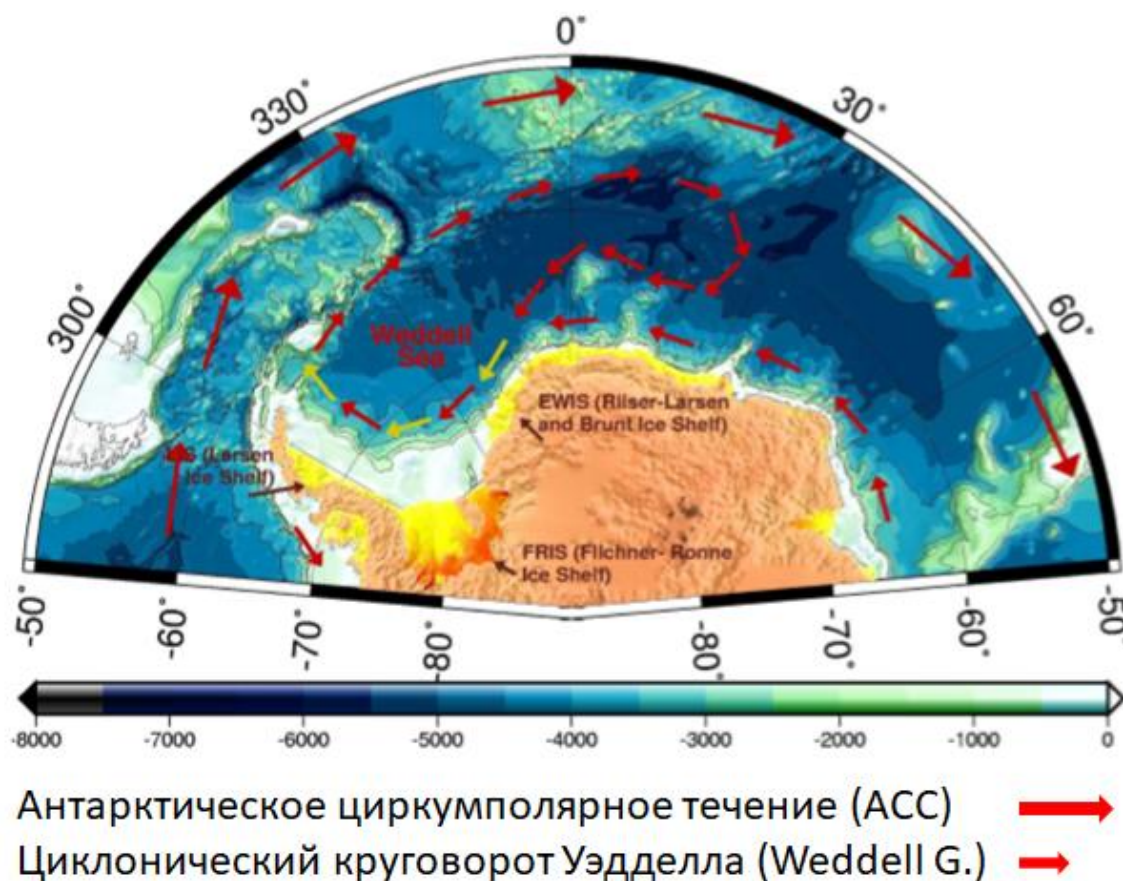 0°
330°
30°
300°
60°
Weddell
Sea
EWIS (Riiser-Larsen
and Brunt Ice Shelf)
(Larsen
Ice Shelf)
FRIS (Filchner- Ronne
Ice Shelf)
-50° -60° -70° -80° -80° -70° -60° -50°
-8000 -7000 -6000 -5000 -4000 -3000 -2000 -1000 0
Антарктическое циркумполярное течение (ACC)
Циклонический круговорот Уэдделла (Weddell G.)